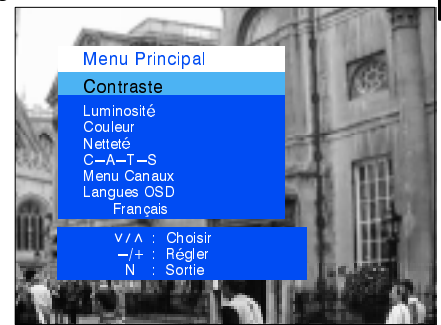 Menu Principal
Contraste
Luminosité
Couleur
Netteté
C–A–T–S
Menu Canaux
Langues OSD
Français
∨/∧ : Choisir
–/+ : Régler
N : Sortie